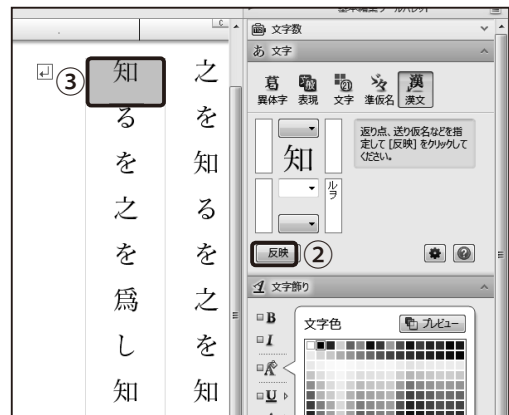 文字数
あ 文字
異体字 表現 文字 準仮名 漢文
知
ルヲ
返り点、送り仮名などを指
定して [反映] をクリックして
ください。
反映
②
文字飾り
B
I
U
文字色
プレビュー
之を知るを之を知
③
知るを之を爲し知